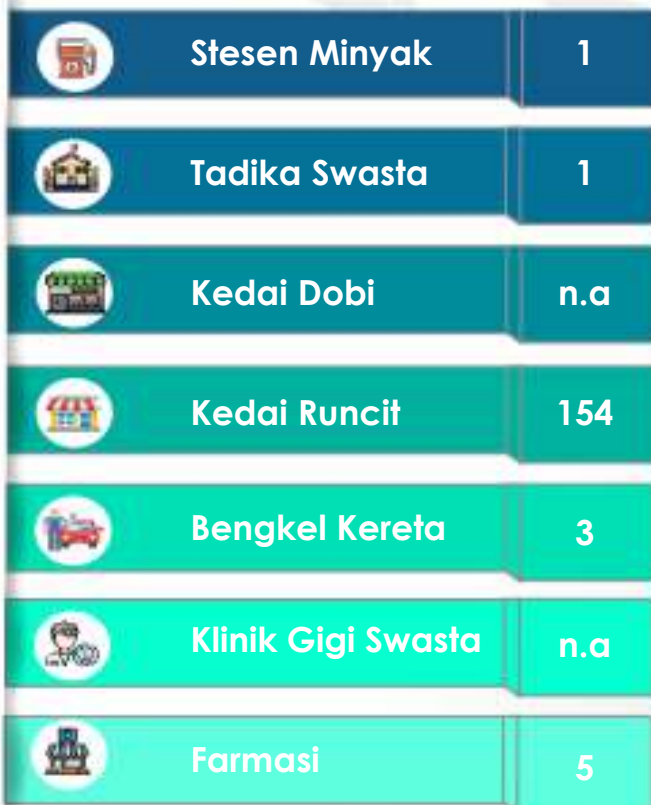 Stesen Minyak 1
Tadika Swasta 1
Kedai Dobi n.a
Kedai Runcit 154
Bengkel Kereta 3
Klinik Gigi Swasta n.a
Farmasi 5